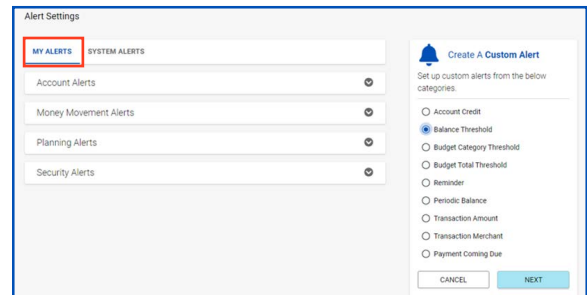 Alert Settings
MY ALERTS SYSTEM ALERTS
Account Alerts
Money Movement Alerts
Planning Alerts
Security Alerts
Create A Custom Alert
Set up custom alerts from the below
categories.
Account Credit
Balance Threshold
Budget Category Threshold
Budget Total Threshold
Reminder
Periodic Balance
Transaction Amount
Transaction Merchant
Payment Coming Due
CANCEL NEXT